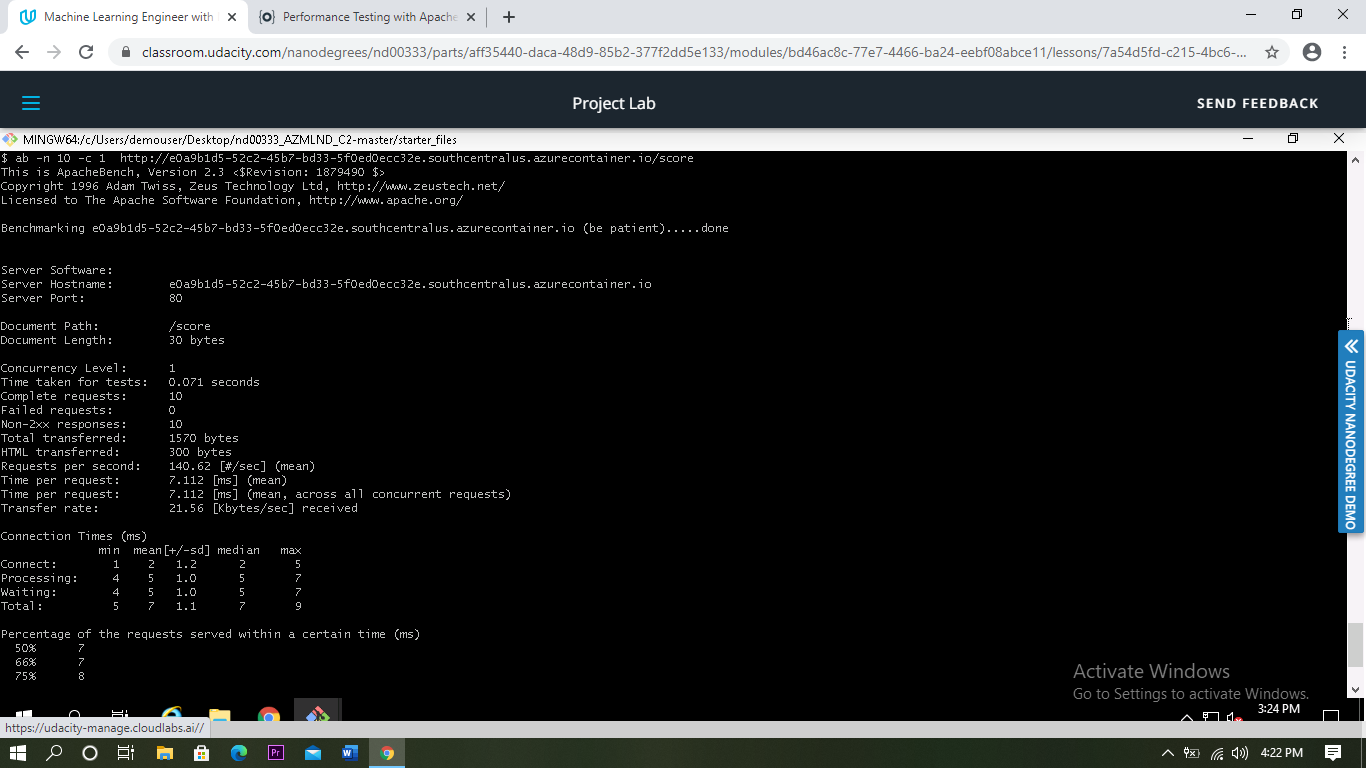 Machine Learning Engineer with
Performance Testing with Apache
classroom.udacity.com/nanodegrees/nd00333/parts/aff35440-daca-48d9-85b2-377f2dd5e133/modules/bd46ac8c-77e7-4466-ba24-eebf08abce11/lessons/7a54d5fd-c215-4bc6-...
Project Lab
SEND FEEDBACK
MINGW64:/c/Users/demouser/Desktop/nd00333_AZMLND_C2-master/starter_files
$ ab -n 10 -c 1  http://e0a9b1d5-52c2-45b7-bd33-5f0ed0ecc32e.southcentralus.azurecontainer.io/score
This is ApacheBench, Version 2.3 <$Revision: 1879490 $>
Copyright 1996 Adam Twiss, Zeus Technology Ltd, http://www.zeustech.net/
Licensed to The Apache Software Foundation, http://www.apache.org/
Benchmarking e0a9b1d5-52c2-45b7-bd33-5f0ed0ecc32e.southcentralus.azurecontainer.io (be patient).....done
Server Software:
Server Hostname:        e0a9b1d5-52c2-45b7-bd33-5f0ed0ecc32e.southcentralus.azurecontainer.io
Server Port:            80
Document Path:          /score
Document Length:        30 bytes
Concurrency Level:      1
Time taken for tests:   0.071 seconds
Complete requests:      10
Failed requests:        0
Non-2xx responses:      10
Total transferred:      1570 bytes
HTML transferred:       300 bytes
Requests per second:    140.62 [#/sec] (mean)
Time per request:       7.112 [ms] (mean)
Time per request:       7.112 [ms] (mean, across all concurrent requests)
Transfer rate:          21.56 [Kbytes/sec] received
Connection Times (ms)
              min  mean[+/-sd] median   max
Connect:        1    2   1.2      2       5
Processing:     4    5   1.0      5       7
Waiting:        4    5   1.0      5       7
Total:          5    7   1.1      7       9
Percentage of the requests served within a certain time (ms)
  50%      7
  66%      7
  75%      8
UDACITY NANODEGREE DEMO
Activate Windows
Go to Settings to activate Windows.
3:24 PM
https://udacity-manage.cloudlabs.ai//
Pr
W
4:22 PM